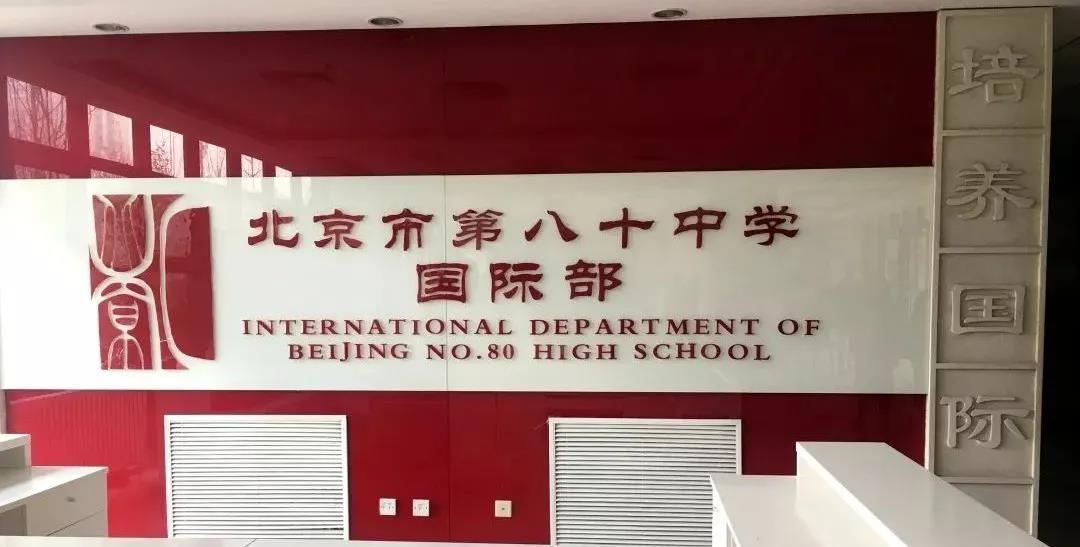 北京市第八十中学
国际部
INTERNATIONAL DEPARTMENT OF
BEIJING NO.80 HIGH SCHOOL
培养国际